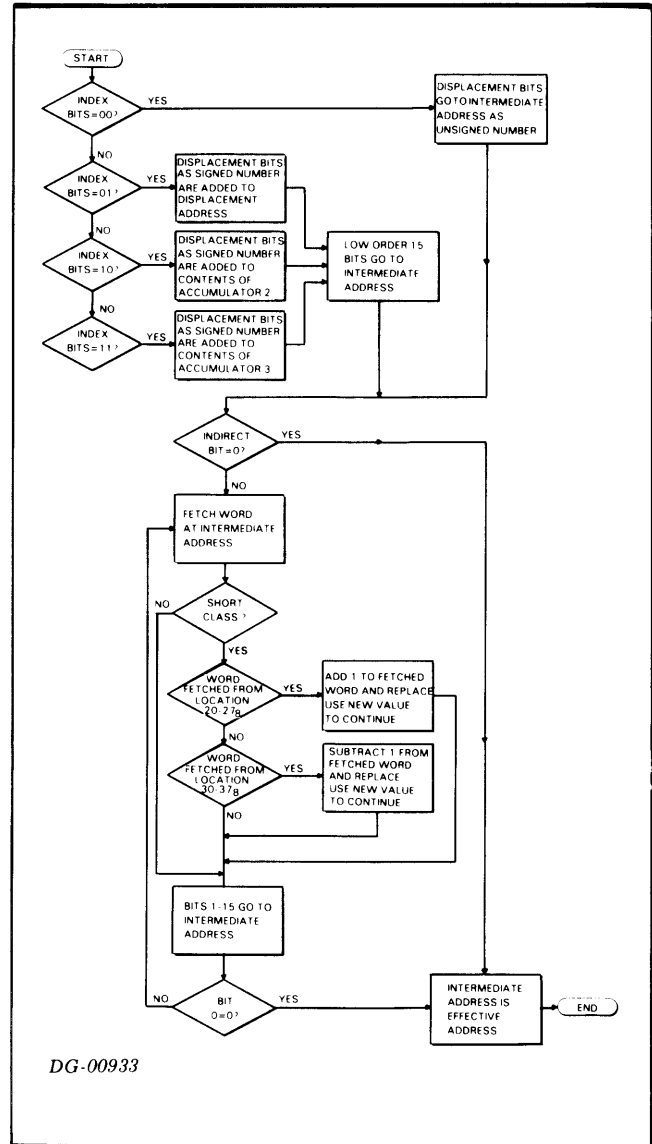 START
INDEX
BITS=00?
YES
DISPLACEMENT BITS
GO TO INTERMEDIATE
ADDRESS AS
UNSIGNED NUMBER
NO
INDEX
BITS=01?
YES
DISPLACEMENT BITS
AS SIGNED NUMBER
ARE ADDED TO
DISPLACEMENT
ADDRESS
NO
INDEX
BITS=10?
YES
DISPLACEMENT BITS
AS SIGNED NUMBER
ARE ADDED TO
CONTENTS OF
ACCUMULATOR 2
LOW ORDER 15
BITS GO TO
INTERMEDIATE
ADDRESS
NO
INDEX
BITS=11?
YES
DISPLACEMENT BITS
AS SIGNED NUMBER
ARE ADDED TO
CONTENTS OF
ACCUMULATOR 3
INDIRECT
BIT=0?
YES
NO
FETCH WORD
AT INTERMEDIATE
ADDRESS
NO
SHORT
CLASS?
YES
WORD
FETCHED FROM
LOCATION
20-27₈
YES
ADD 1 TO FETCHED
WORD AND REPLACE
USE NEW VALUE
TO CONTINUE
NO
WORD
FETCHED FROM
LOCATION
30-37₈
YES
SUBTRACT 1 FROM
FETCHED WORD
AND REPLACE
USE NEW VALUE
TO CONTINUE
NO
BITS 1-15 GO TO
INTERMEDIATE
ADDRESS
NO
BIT
0=0?
YES
INTERMEDIATE
ADDRESS IS
EFFECTIVE
ADDRESS
END
DG-00933